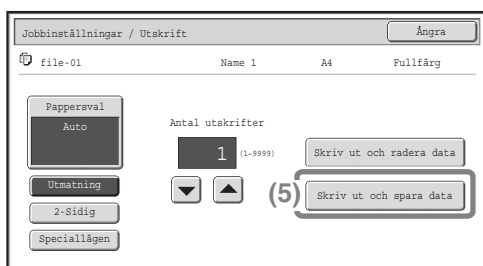 Jobbinställningar / Utskrift Ångra
file-01 Name 1 A4 Fullfärg
Pappersval
Auto
Antal utskrifter
1 (1~9999)
Skriv ut och radera data
Utmatning
(5) Skriv ut och spara data
2-Sidig
Speciallägen